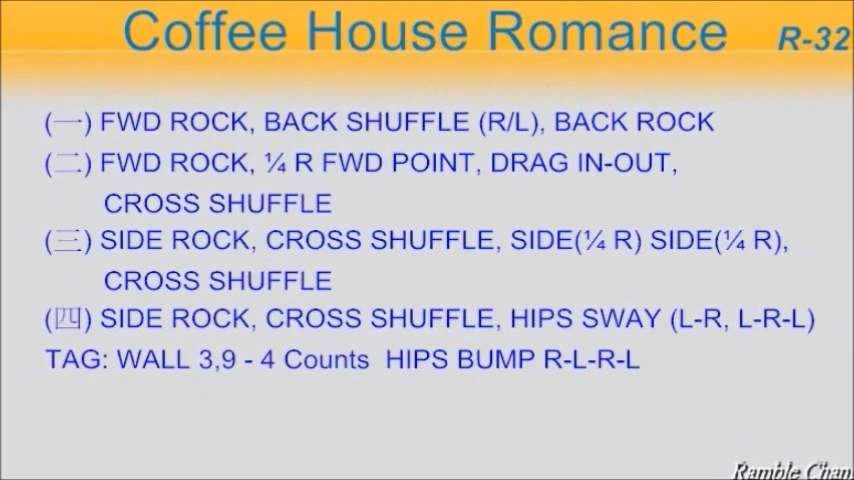 Coffee House Romance R-32
(一) FWD ROCK, BACK SHUFFLE (R/L), BACK ROCK
(二) FWD ROCK, ¼ R FWD POINT, DRAG IN-OUT,
CROSS SHUFFLE
(三) SIDE ROCK, CROSS SHUFFLE, SIDE(¼ R) SIDE(¼ R),
CROSS SHUFFLE
(四) SIDE ROCK, CROSS SHUFFLE, HIPS SWAY (L-R, L-R-L)
TAG: WALL 3,9 - 4 Counts HIPS BUMP R-L-R-L
Ramble Chan